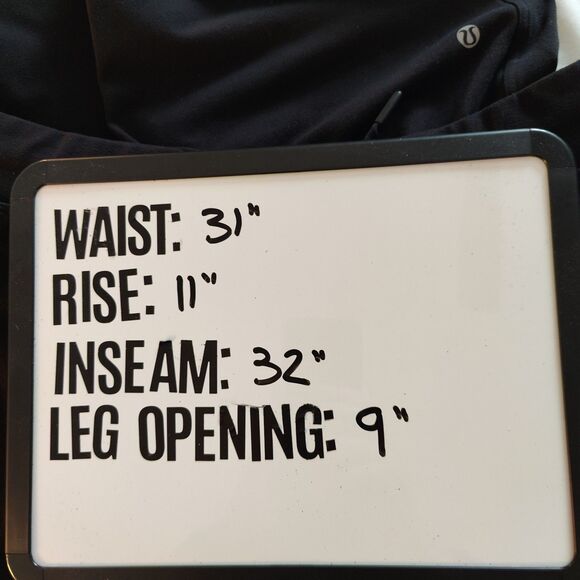 WAIST: 31"
RISE: 11"
INSEAM: 32"
LEG OPENING: 9"